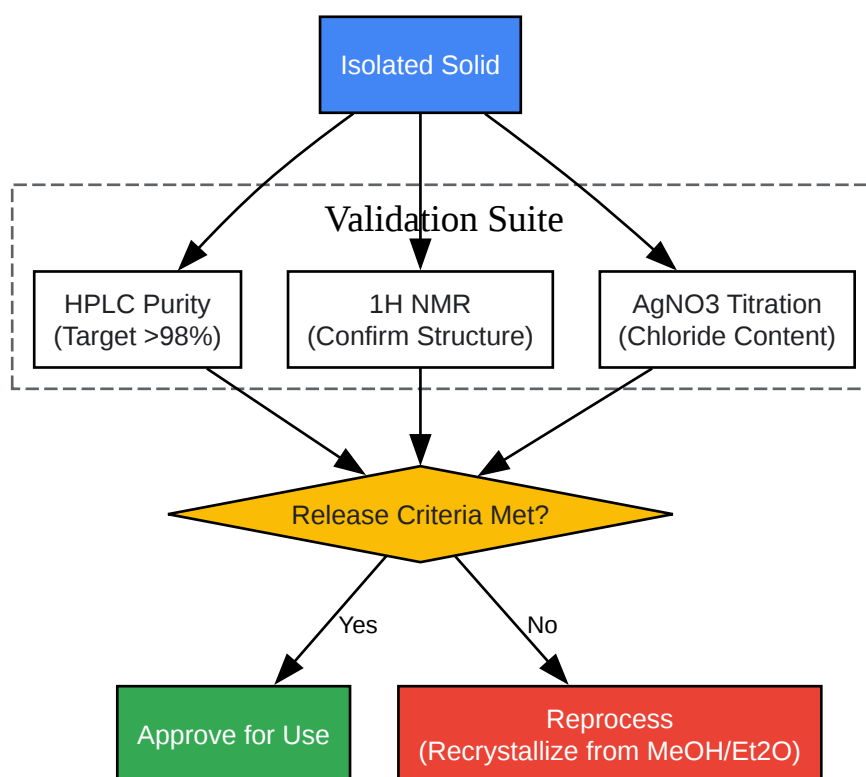 Isolated Solid
Validation Suite
HPLC Purity
(Target >98%)
1H NMR
(Confirm Structure)
AgNO3 Titration
(Chloride Content)
Release Criteria Met?
Yes
No
Approve for Use
Reprocess
(Recrystallize from MeOH/Et2O)